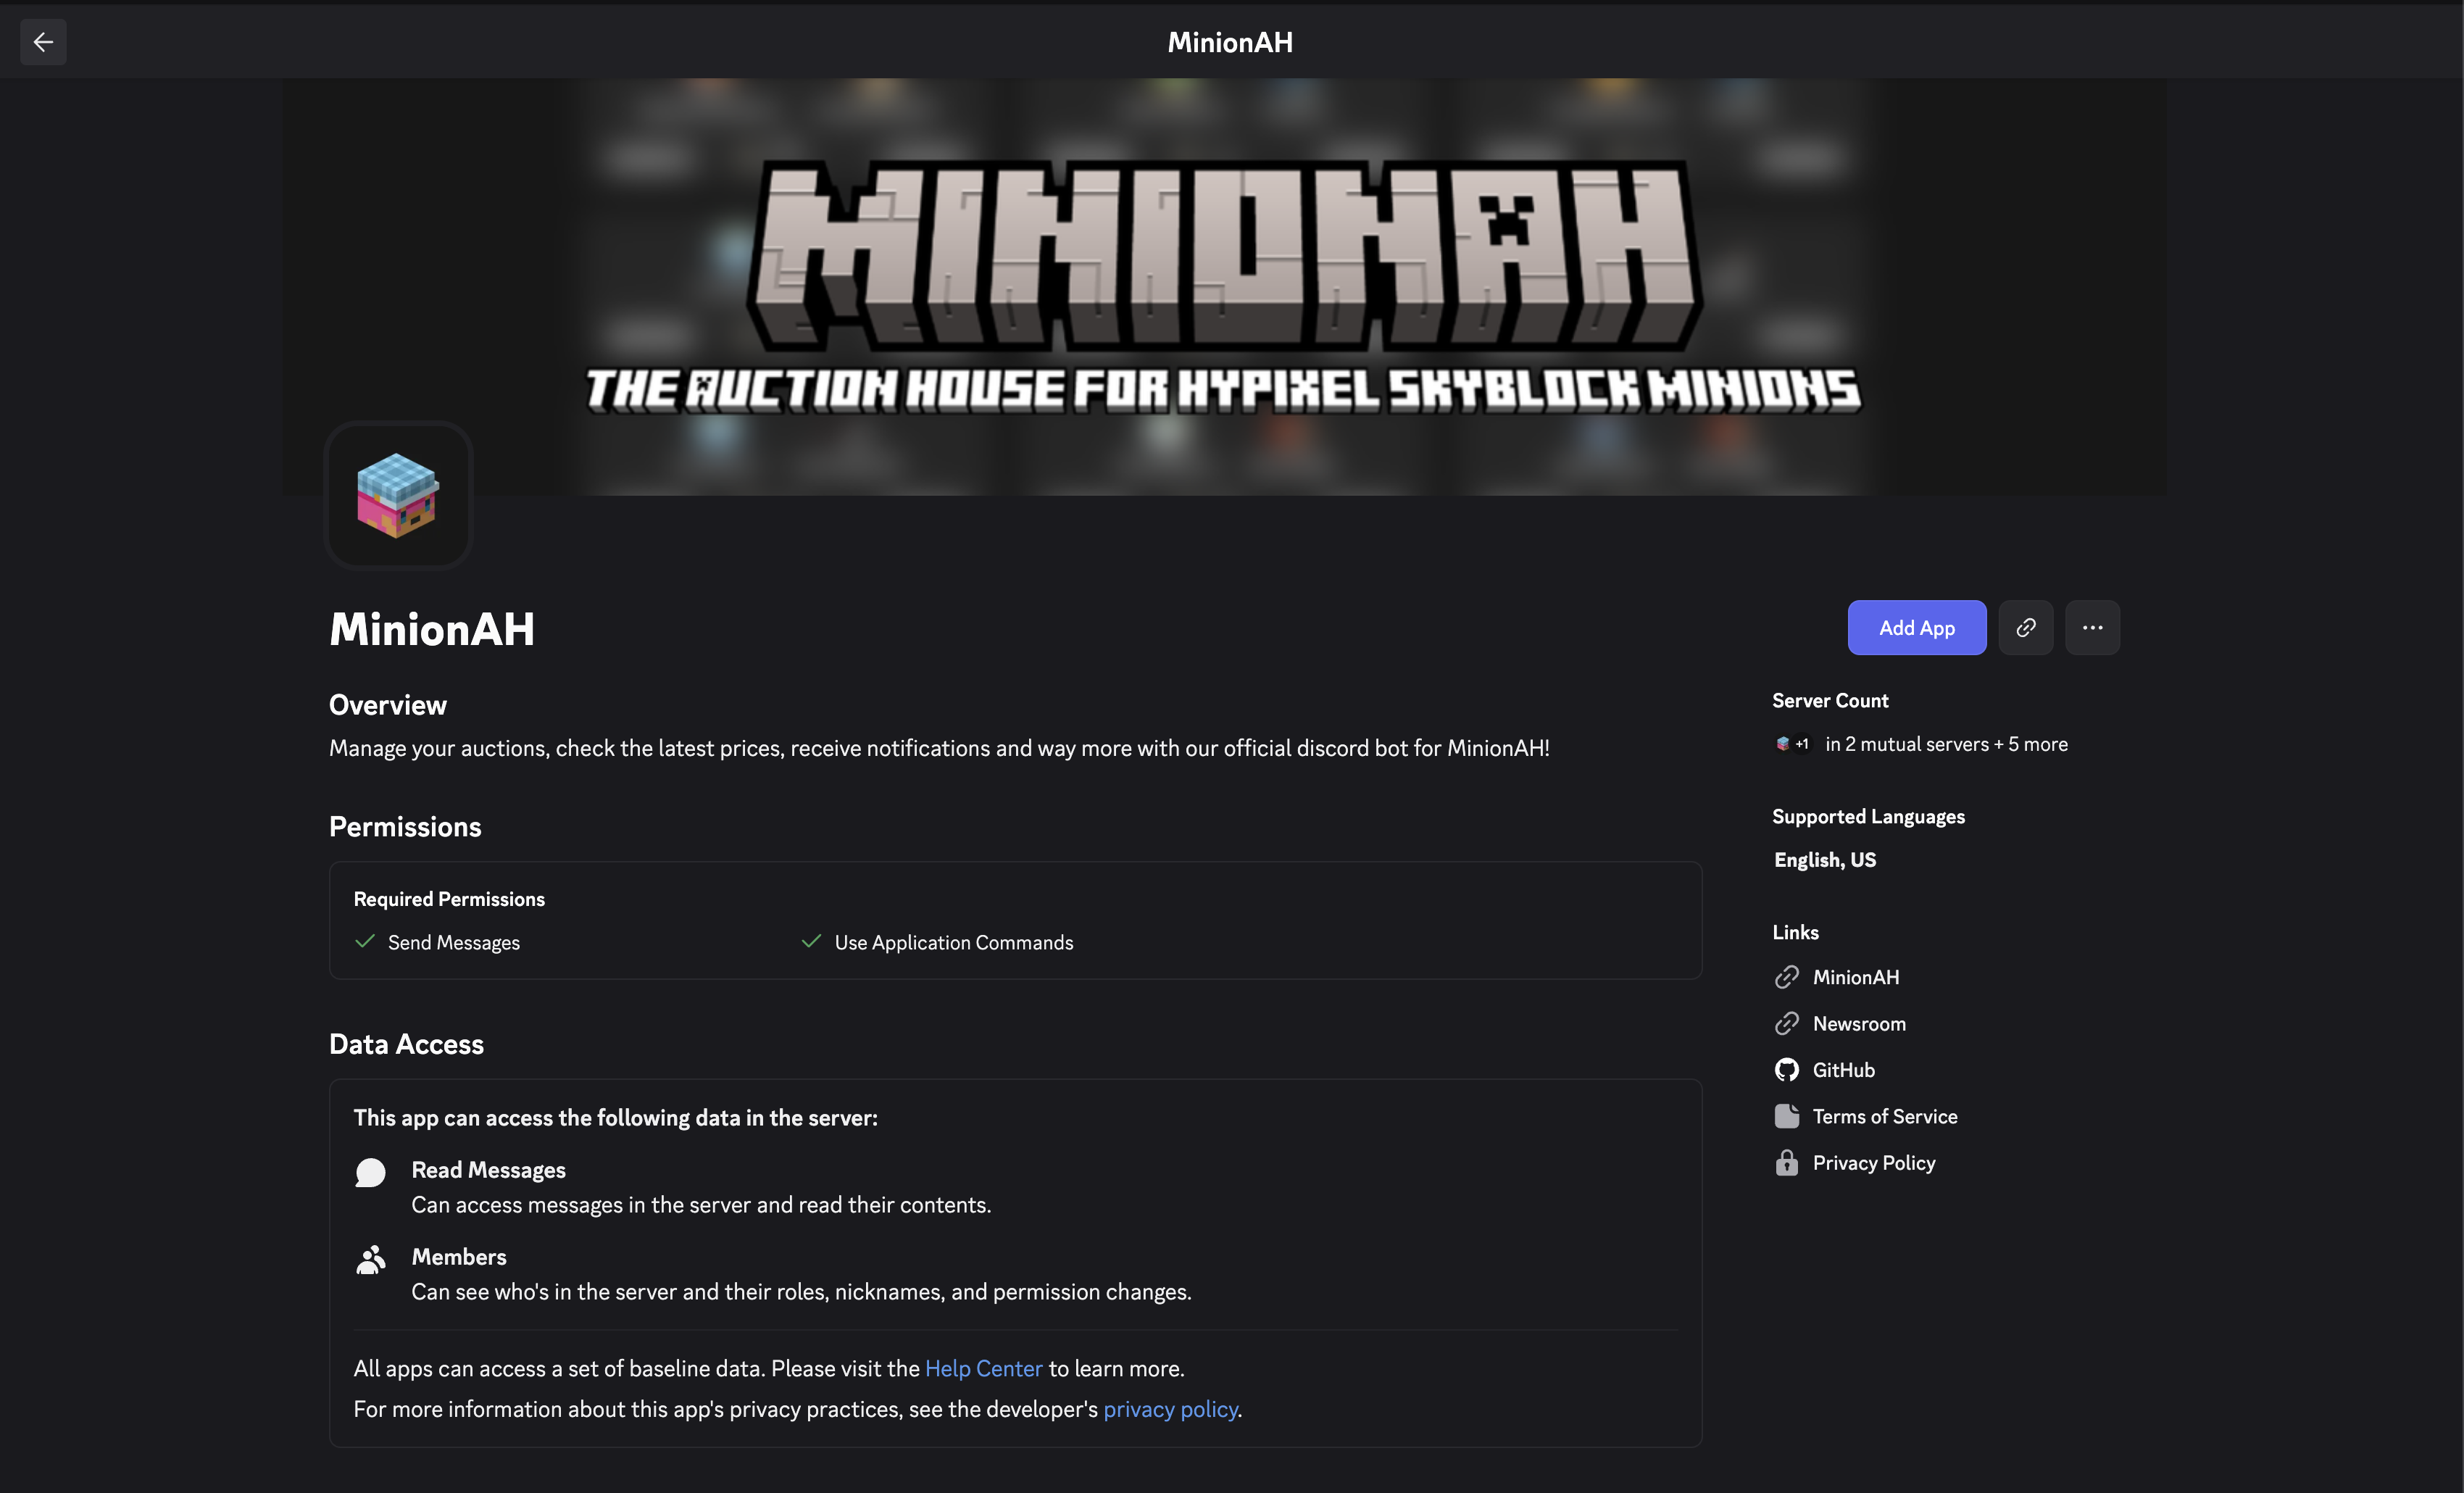 MinionAH
MINIONAH
THE AUCTION HOUSE FOR HYPIXEL SKYBLOCK MINIONS
MinionAH
Add App
Overview
Manage your auctions, check the latest prices, receive notifications and way more with our official discord bot for MinionAH!
Permissions
Required Permissions
Send Messages
Use Application Commands
Data Access
This app can access the following data in the server:
Read Messages
Can access messages in the server and read their contents.
Members
Can see who's in the server and their roles, nicknames, and permission changes.
All apps can access a set of baseline data. Please visit the Help Center to learn more.
For more information about this app's privacy practices, see the developer's privacy policy.
Server Count
+1 in 2 mutual servers + 5 more
Supported Languages
English, US
Links
MinionAH
Newsroom
GitHub
Terms of Service
Privacy Policy